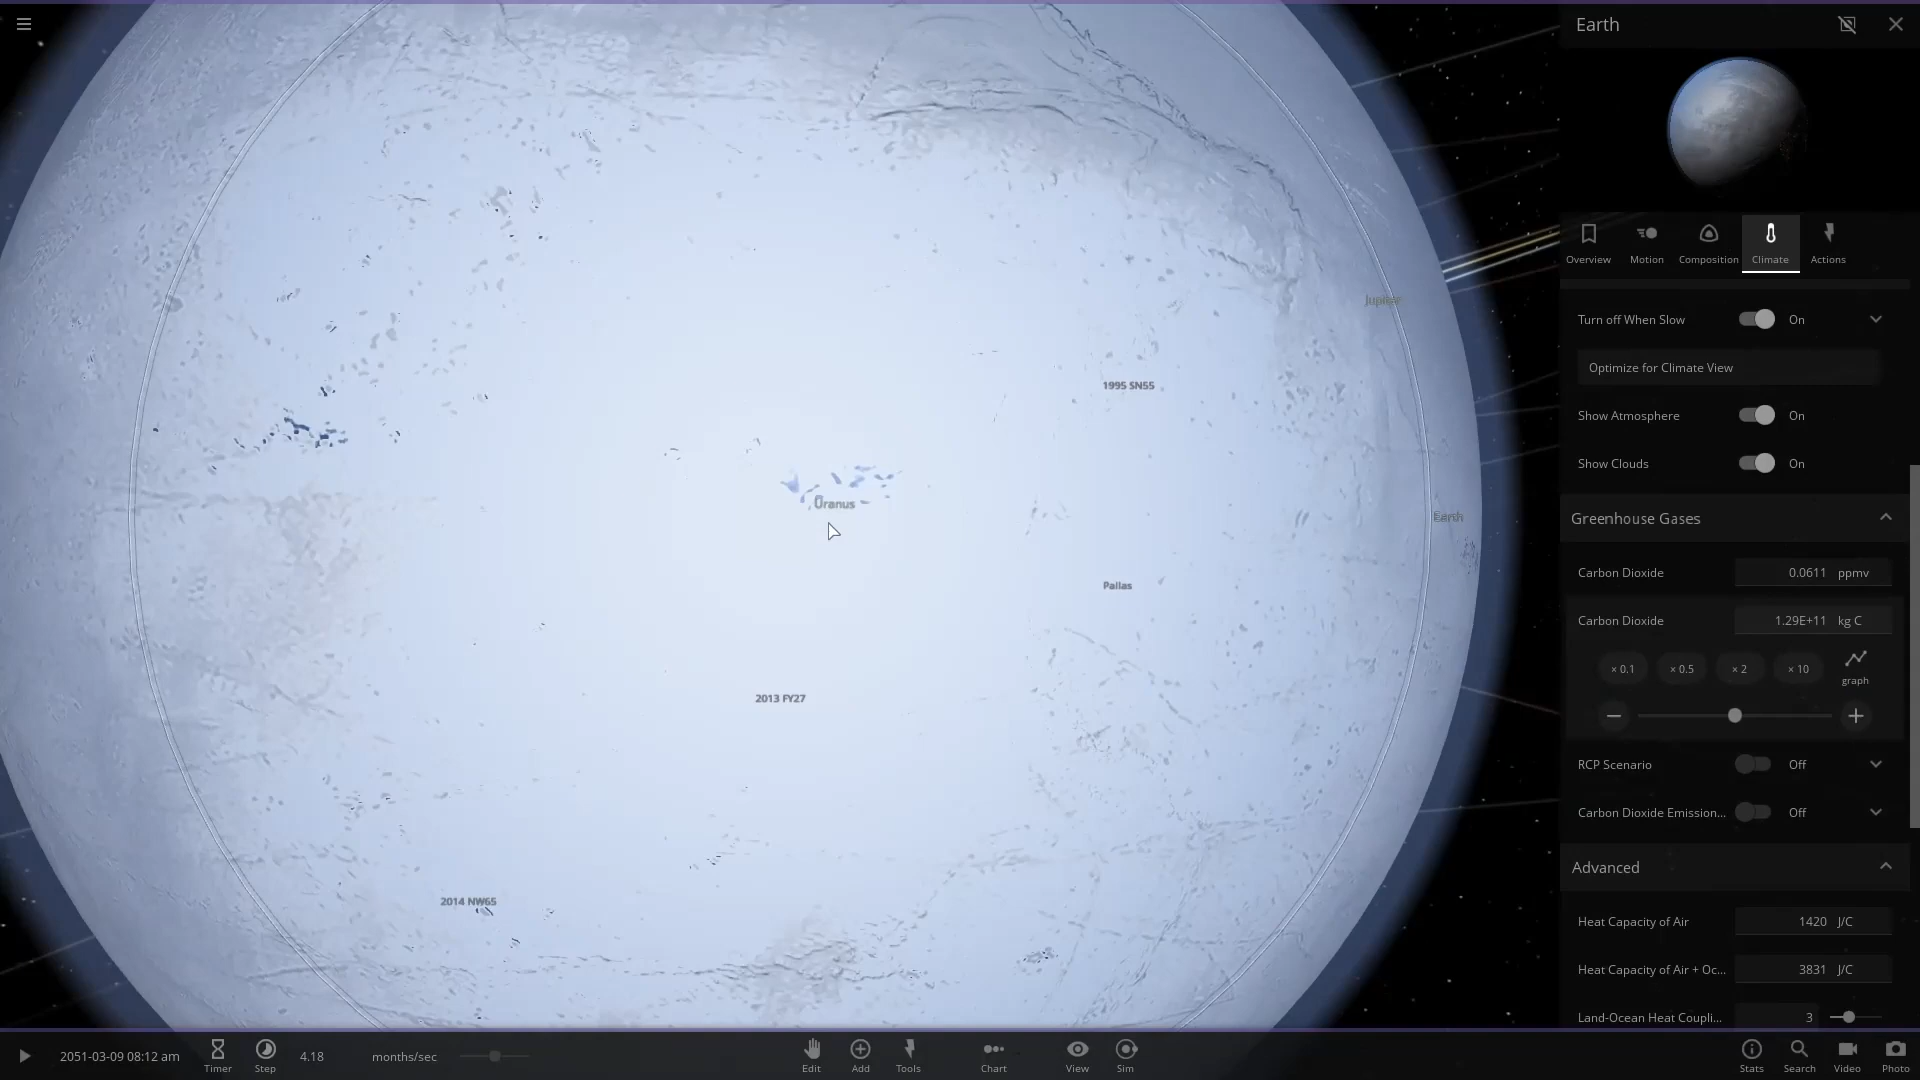 Earth
Overview
Motion
Composition
Climate
Actions
Turn off When Slow On
Optimize for Climate View
Show Atmosphere On
Show Clouds On
Greenhouse Gases
Carbon Dioxide 0.0611 ppmv
Carbon Dioxide 1.29E+11 kg C
× 0.1 × 0.5 × 2 × 10
graph
RCP Scenario Off
Carbon Dioxide Emission... Off
Advanced
Heat Capacity of Air 1420 J/C
Heat Capacity of Air + Oc... 3831 J/C
Land-Ocean Heat Coupli... 3
Jupiter
1995 SN55
Uranus
Earth
Pallas
2013 FY27
2014 NW65
2051-03-09 08:12 am
Timer
Step
4.18 months/sec
Edit
Add
Tools
Chart
View
Sim
Stats
Search
Video
Photo